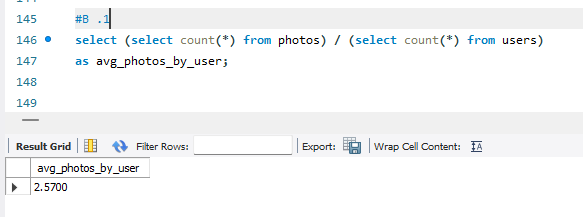 145 #B .1
146 select (select count(*) from photos) / (select count(*) from users)
147 as avg_photos_by_user;
148
149
Result Grid Filter Rows: Export: Wrap Cell Content: IA
avg_photos_by_user
2.5700